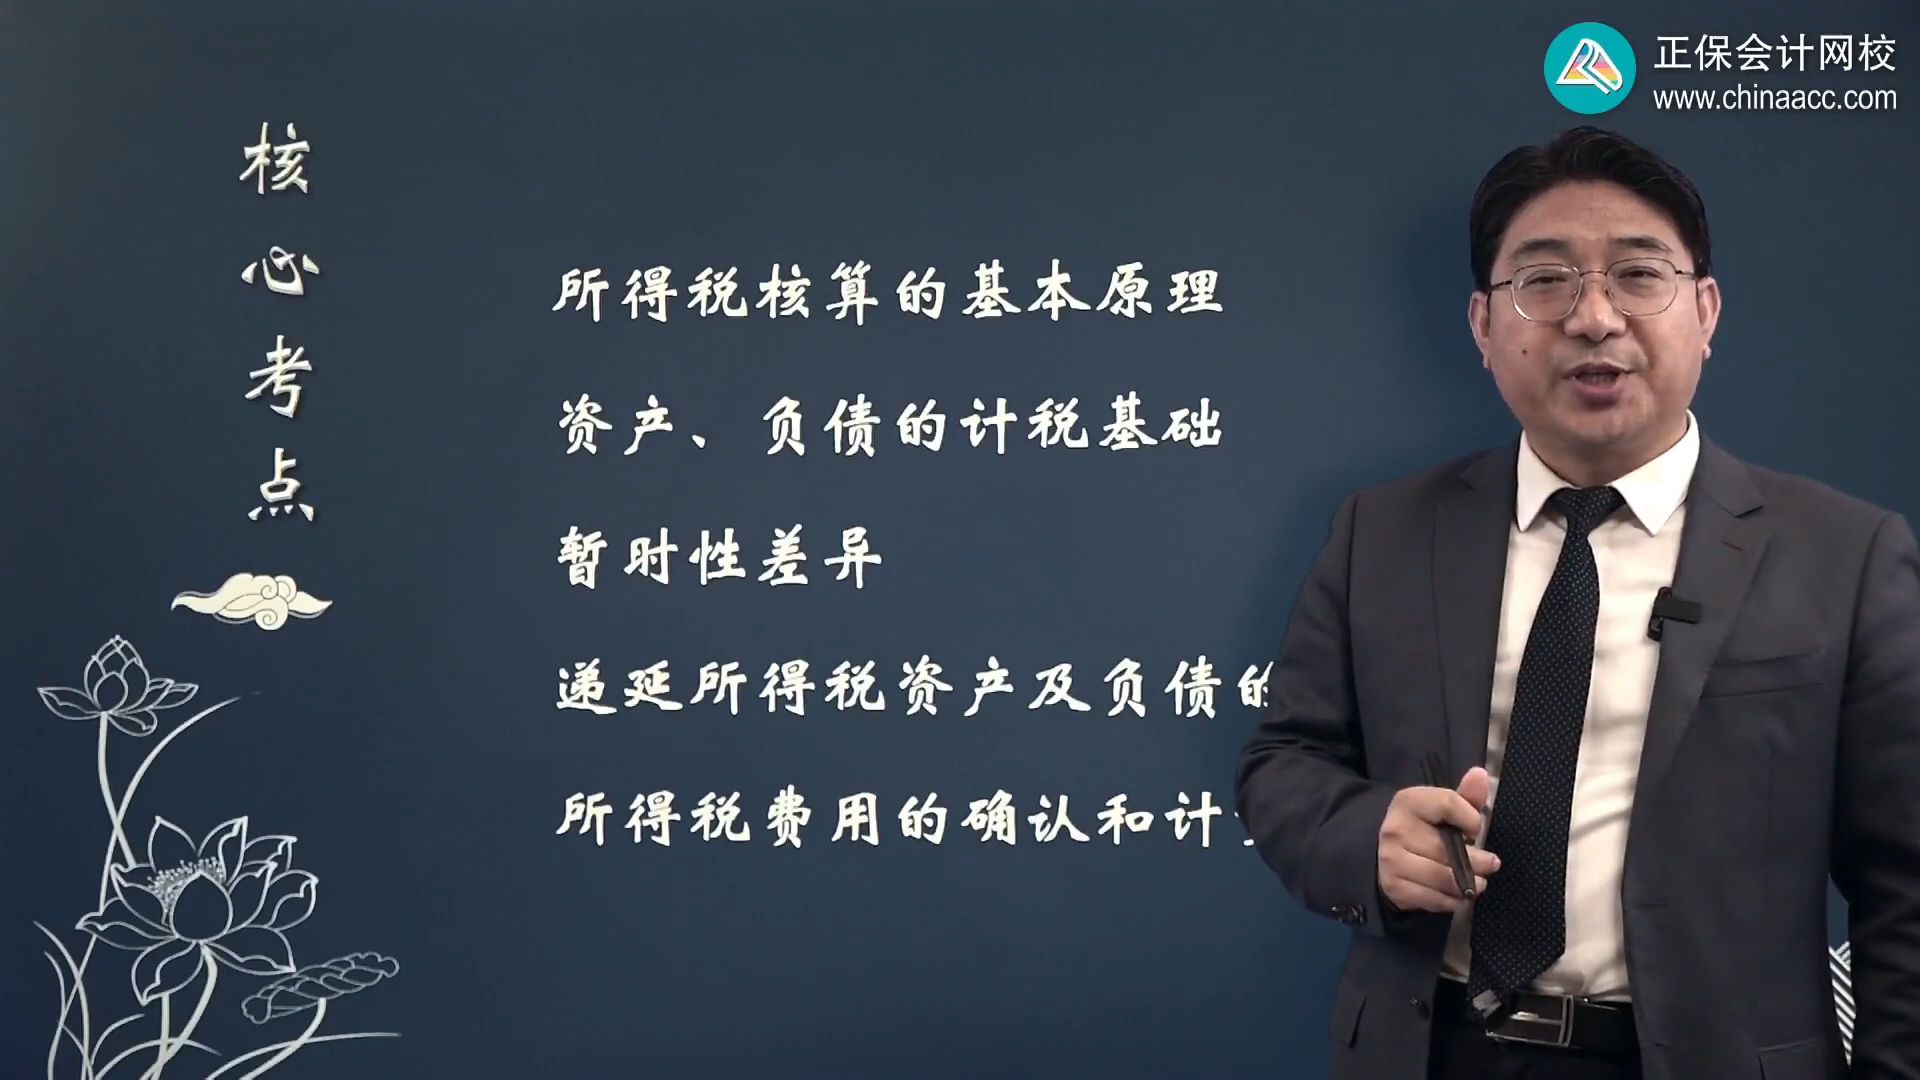 正保会计网校
www.chinaacc.com
核心考点
所得税核算的基本原理
资产、负债的计税基础
暂时性差异
递延所得税资产及负债的
所得税费用的确认和计